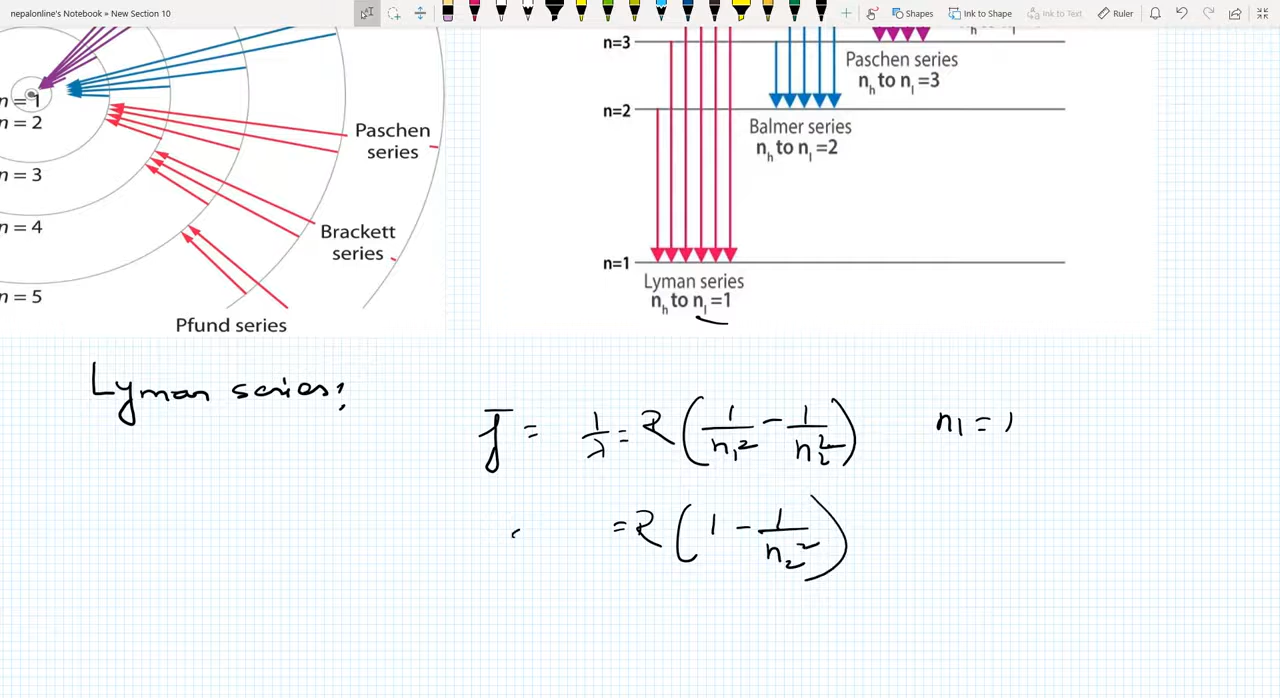 nepalonline's Notebook » New Section 10
Shapes
Ink to Shape
Ink to Text
Ruler
n = 1
n = 2
n = 3
n = 4
n = 5
Paschen
series
Brackett
series
Pfund series
n=3
Paschen series
nₕ to nₗ =3
n=2
Balmer series
nₕ to nₗ =2
n=1
Lyman series
nₕ to nₗ =1
Lyman series:
= 1/λ = R(1/n₁² − 1/n₂²) n₁ = 1
= R(1 − 1/n₂²)